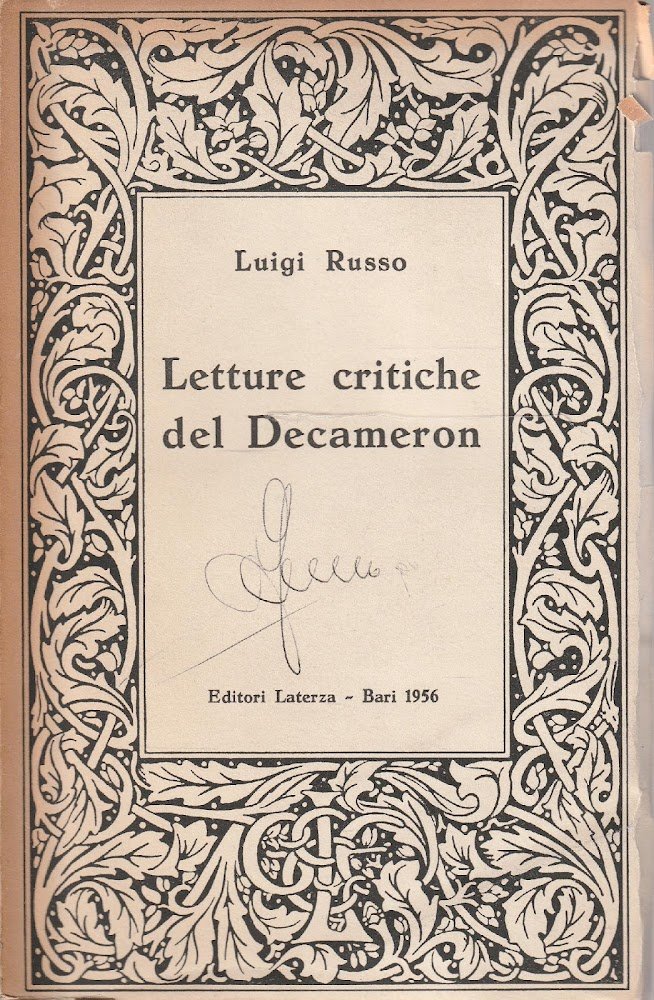 Luigi Russo
Letture critiche
del Decameron
Editori Laterza - Bari 1956